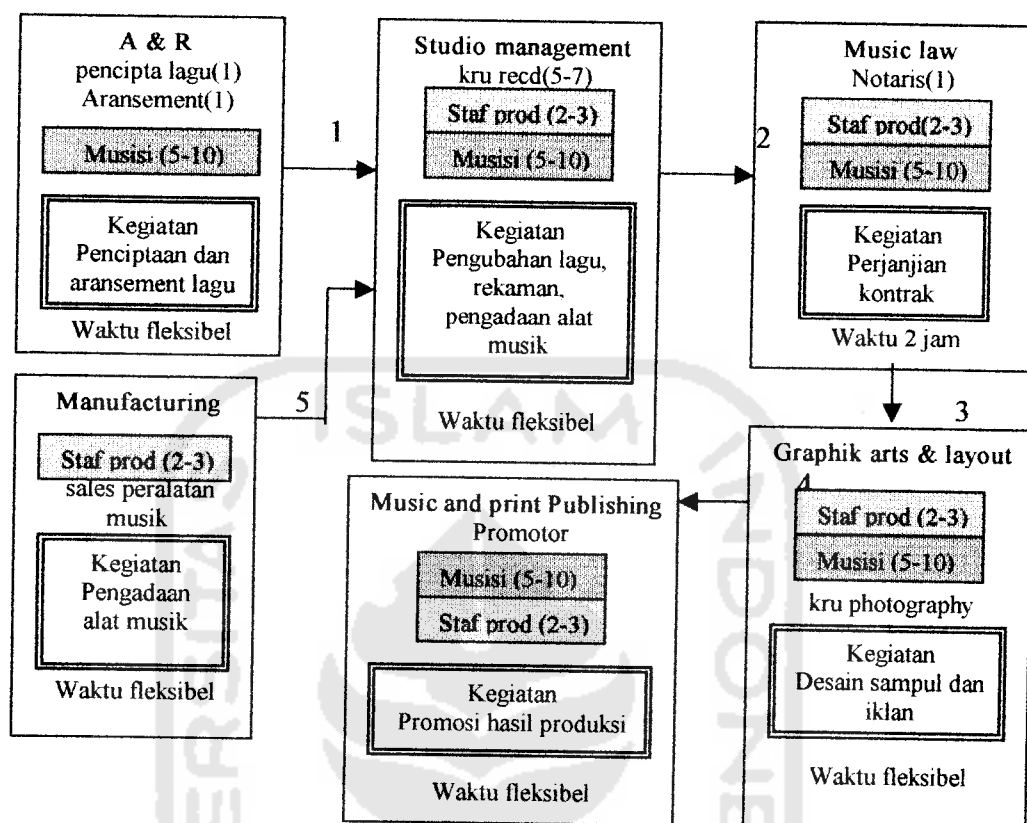 A & R
pencipta lagu(1)
Aransement(1)
Musisi (5-10)
Kegiatan
Penciptaan dan
aransement lagu
Waktu fleksibel
1
Studio management
kru recd(5-7)
Staf prod (2-3)
Musisi (5-10)
Kegiatan
Pengubahan lagu,
rekaman,
pengadaan alat
musik
Waktu fleksibel
2
Music law
Notaris(1)
Staf prod(2-3)
Musisi (5-10)
Kegiatan
Perjanjian
kontrak
Waktu 2 jam
3
Manufacturing
Staf prod (2-3)
sales peralatan
musik
Kegiatan
Pengadaan
alat musik
Waktu fleksibel
5
Music and print Publishing
Promotor
Musisi (5-10)
Staf prod (2-3)
Kegiatan
Promosi hasil produksi
Waktu fleksibel
4
Graphik arts & layout
Staf prod (2-3)
Musisi (5-10)
kru photography
Kegiatan
Desain sampul dan
iklan
Waktu fleksibel
ERSITAS ISLAM INDONE